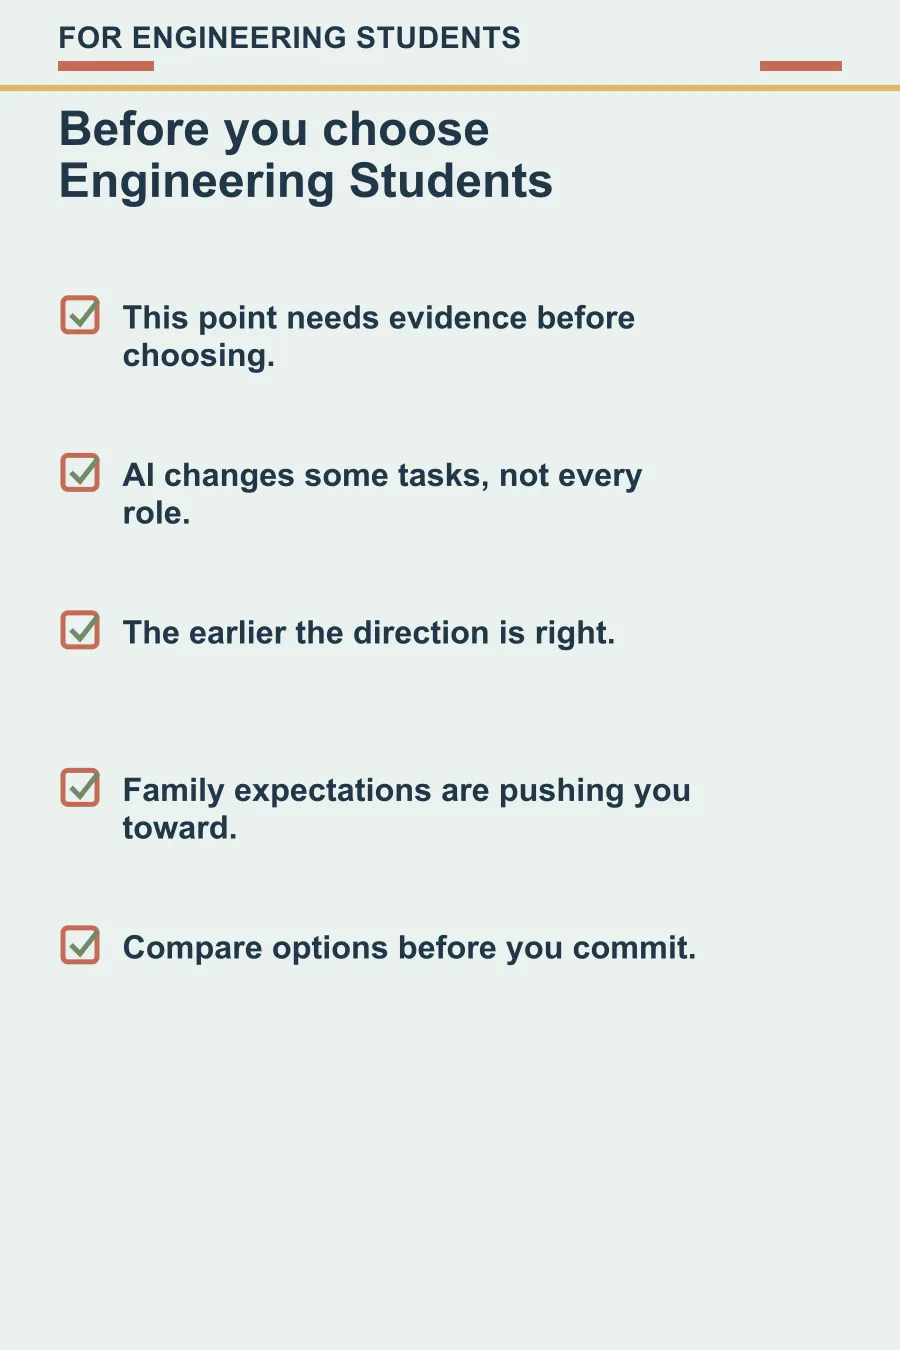 FOR ENGINEERING STUDENTS
Before you choose
Engineering Students
This point needs evidence before
choosing.
AI changes some tasks, not every
role.
The earlier the direction is right.
Family expectations are pushing you
toward.
Compare options before you commit.